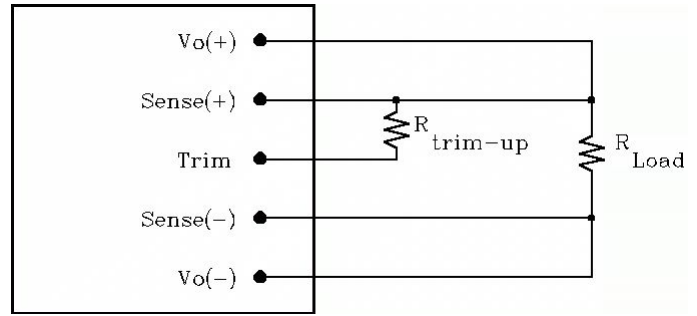 Vo(+)
Sense(+)
R trim-up
Trim
R Load
Sense(-)
Vo(-)